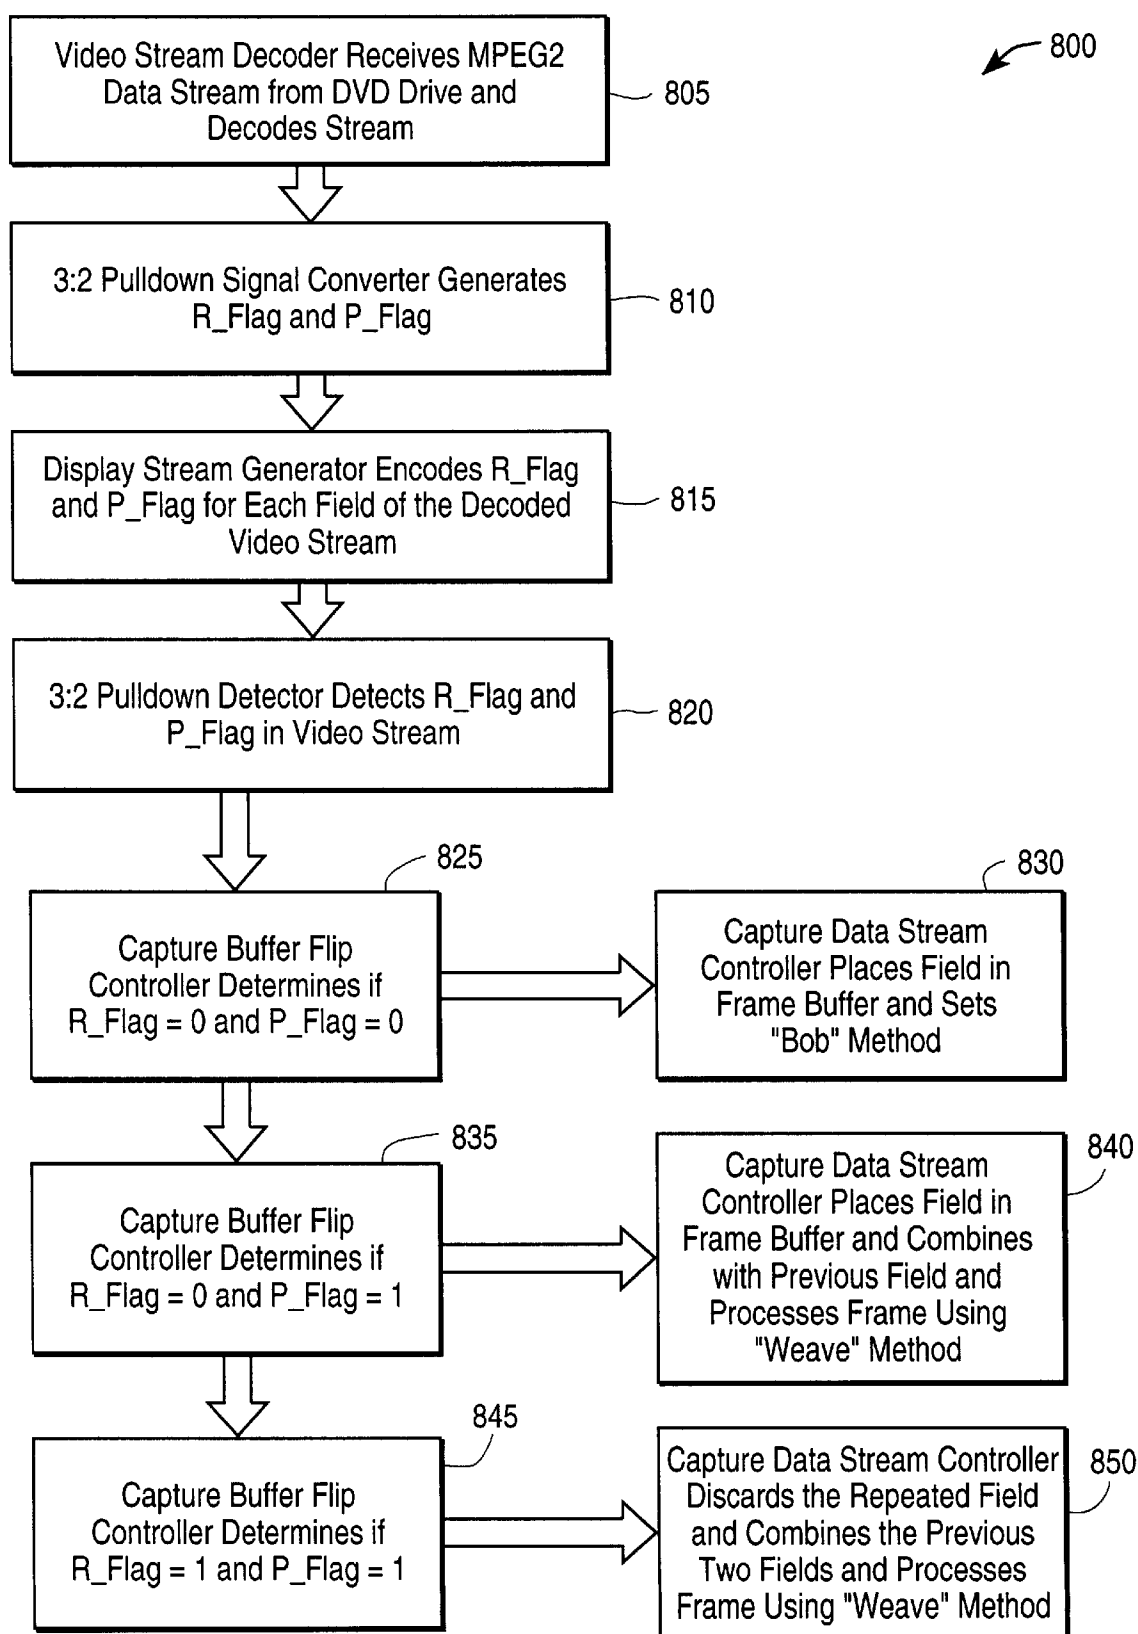 800
Video Stream Decoder Receives MPEG2
Data Stream from DVD Drive and
Decodes Stream
805
3:2 Pulldown Signal Converter Generates
R_Flag and P_Flag
810
Display Stream Generator Encodes R_Flag
and P_Flag for Each Field of the Decoded
Video Stream
815
3:2 Pulldown Detector Detects R_Flag and
P_Flag in Video Stream
820
825
Capture Buffer Flip
Controller Determines if
R_Flag = 0 and P_Flag = 0
830
Capture Data Stream
Controller Places Field in
Frame Buffer and Sets
"Bob" Method
835
Capture Buffer Flip
Controller Determines if
R_Flag = 0 and P_Flag = 1
840
Capture Data Stream
Controller Places Field in
Frame Buffer and Combines
with Previous Field and
Processes Frame Using
"Weave" Method
845
Capture Buffer Flip
Controller Determines if
R_Flag = 1 and P_Flag = 1
850
Capture Data Stream Controller
Discards the Repeated Field
and Combines the Previous
Two Fields and Processes
Frame Using "Weave" Method